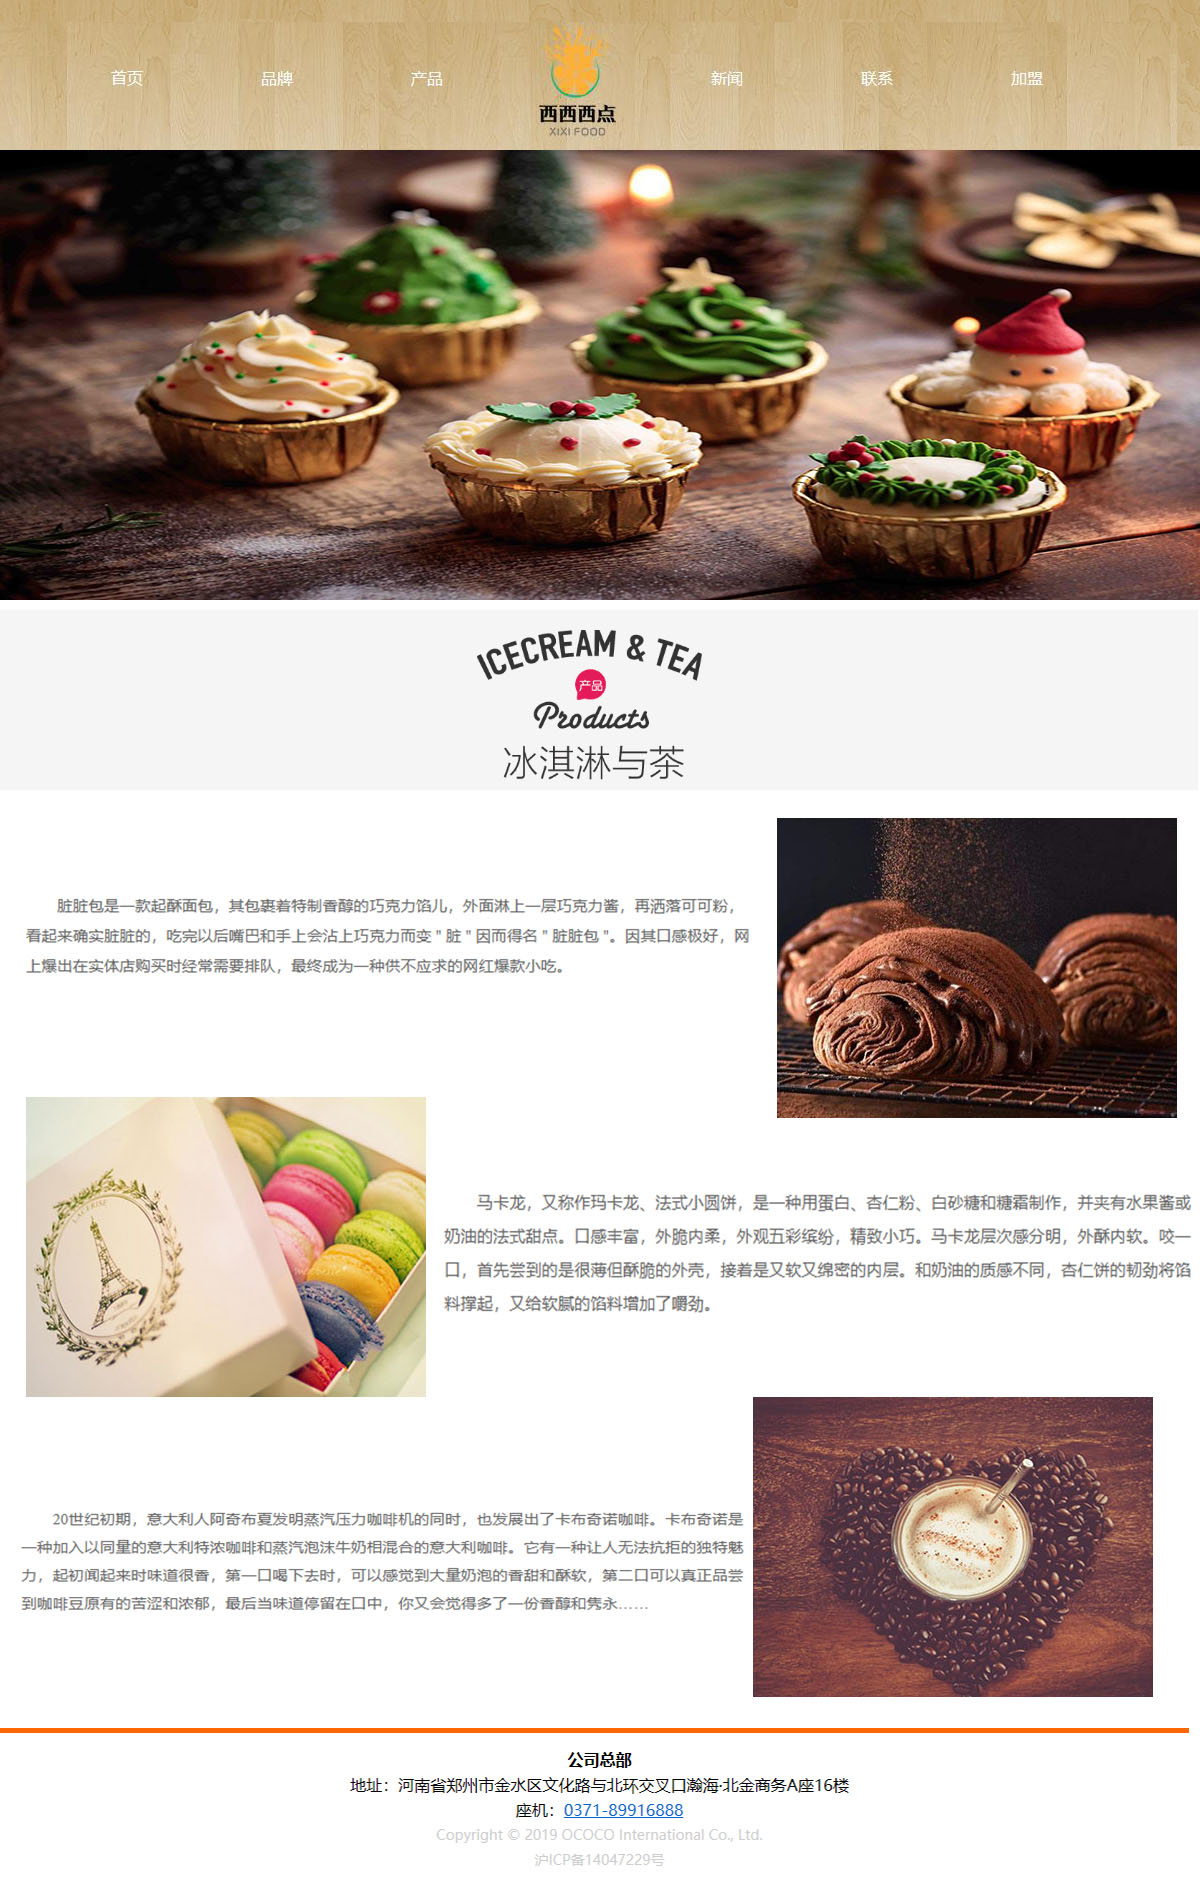 首页
品牌
产品
西西西点
XIXI FOOD
新闻
联系
加盟
ICECREAM & TEA
产品
Products
冰淇淋与茶
脏脏包是一款起酥面包，其包裹着特制香醇的巧克力馅儿，外面淋上一层巧克力酱，再洒落可可粉，
看起来确实脏脏的，吃完以后嘴巴和手上会沾上巧克力而变 " 脏 " 因而得名 " 脏脏包 "。因其口感极好，网
上爆出在实体店购买时经常需要排队，最终成为一种供不应求的网红爆款小吃。
马卡龙，又称作玛卡龙、法式小圆饼，是一种用蛋白、杏仁粉、白砂糖和糖霜制作，并夹有水果酱或
奶油的法式甜点。口感丰富，外脆内柔，外观五彩缤纷，精致小巧。马卡龙层次感分明，外酥内软。咬一
口，首先尝到的是很薄但酥脆的外壳，接着是又软又绵密的内层。和奶油的质感不同，杏仁饼的韧劲将馅
料撑起，又给软腻的馅料增加了嚼劲。
20世纪初期，意大利人阿奇布夏发明蒸汽压力咖啡机的同时，也发展出了卡布奇诺咖啡。卡布奇诺是
一种加入以同量的意大利特浓咖啡和蒸汽泡沫牛奶相混合的意大利咖啡。它有一种让人无法抗拒的独特魅
力，起初闻起来时味道很香，第一口喝下去时，可以感觉到大量奶泡的香甜和酥软，第二口可以真正品尝
到咖啡豆原有的苦涩和浓郁，最后当味道停留在口中，你又会觉得多了一份香醇和隽永……
公司总部
地址：河南省郑州市金水区文化路与北环交叉口瀚海·北金商务A座16楼
座机：0371-89916888
Copyright © 2019 OCOCO International Co., Ltd.
沪ICP备14047229号